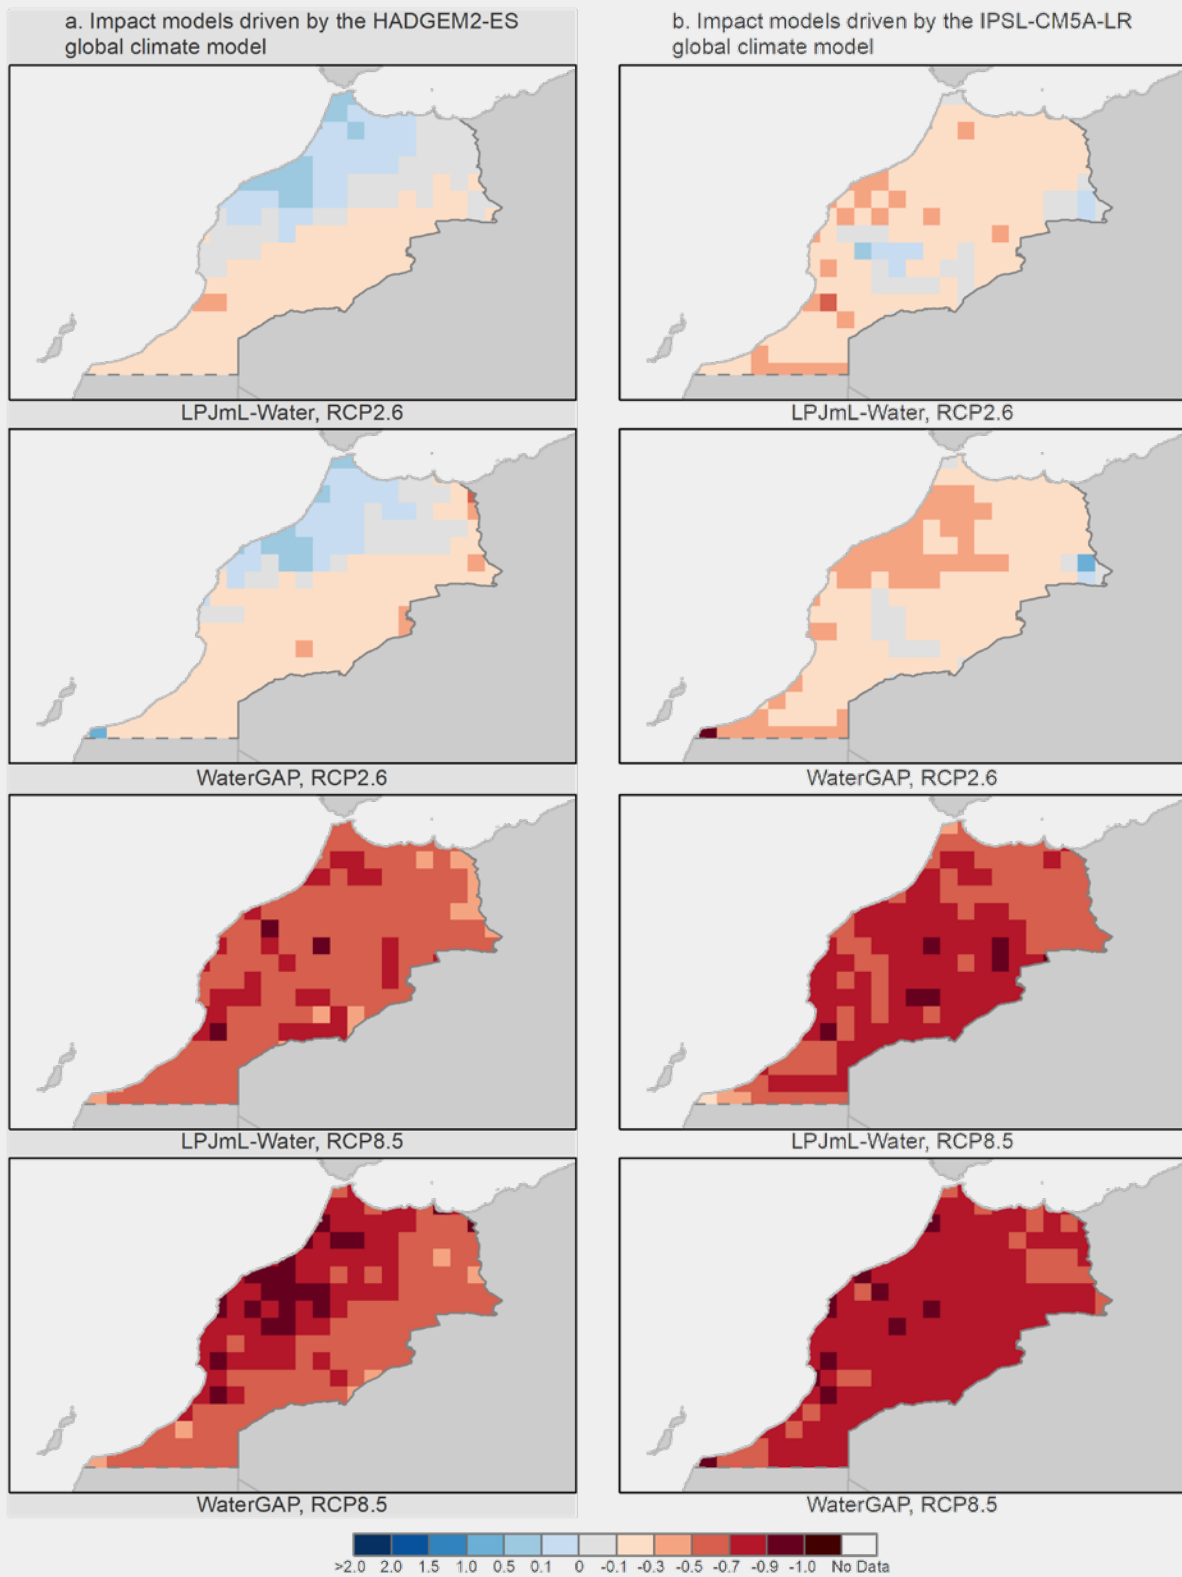 a. Impact models driven by the HADGEM2-ES
global climate model
b. Impact models driven by the IPSL-CM5A-LR
global climate model
LPJmL-Water, RCP2.6
LPJmL-Water, RCP2.6
WaterGAP, RCP2.6
WaterGAP, RCP2.6
LPJmL-Water, RCP8.5
LPJmL-Water, RCP8.5
WaterGAP, RCP8.5
WaterGAP, RCP8.5
>2.0 2.0 1.5 1.0 0.5 0.1 0 -0.1 -0.3 -0.5 -0.7 -0.9 -1.0 No Data